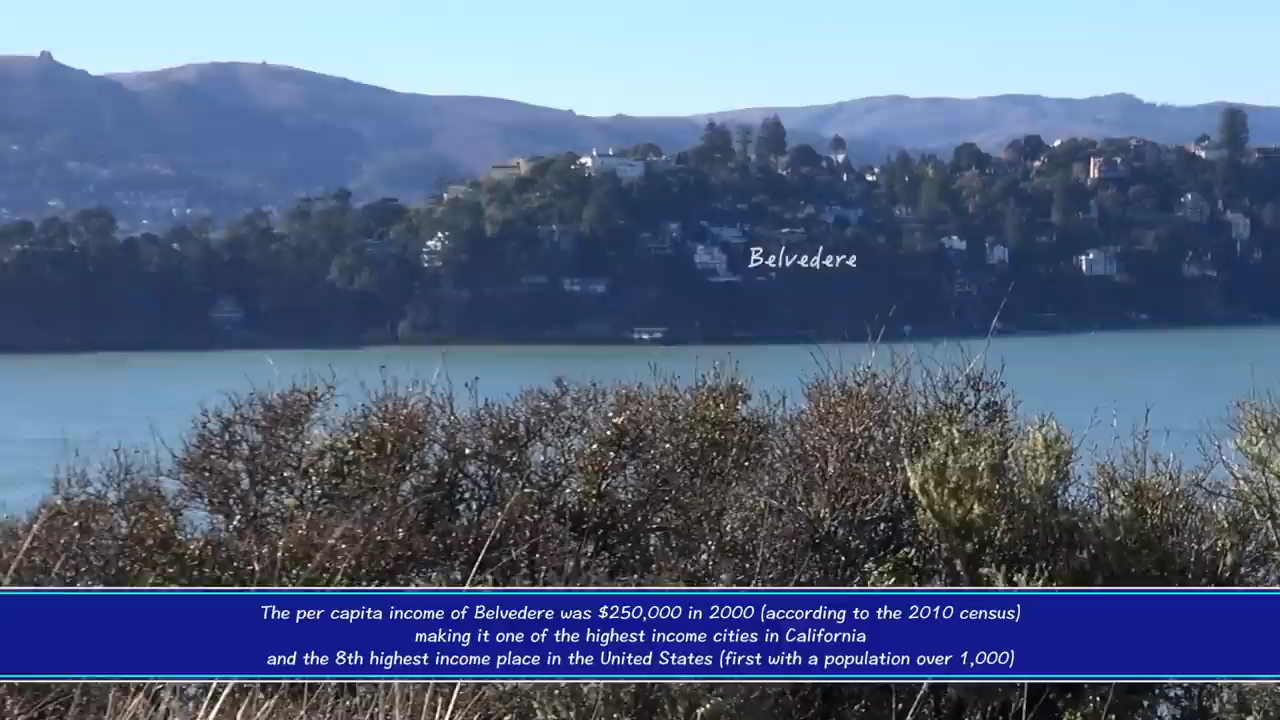 Belvedere
The per capita income of Belvedere was $250,000 in 2000 (according to the 2010 census)
making it one of the highest income cities in California
and the 8th highest income place in the United States (first with a population over 1,000)